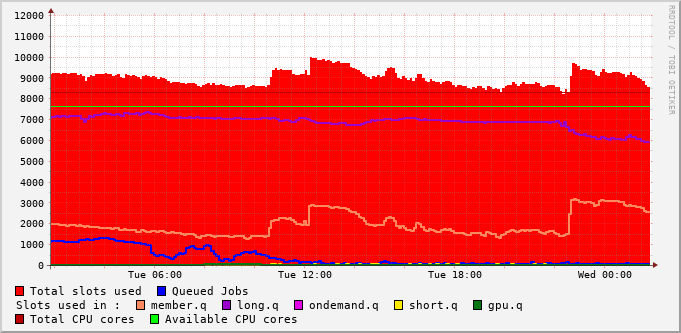 12000
11000
10000
9000
8000
7000
6000
5000
4000
3000
2000
1000
0
Tue 06:00 Tue 12:00 Tue 18:00 Wed 00:00
RRDTOOL / TOBI OETIKER
Total slots used Queued Jobs
Slots used in : member.q long.q ondemand.q short.q gpu.q
Total CPU cores Available CPU cores